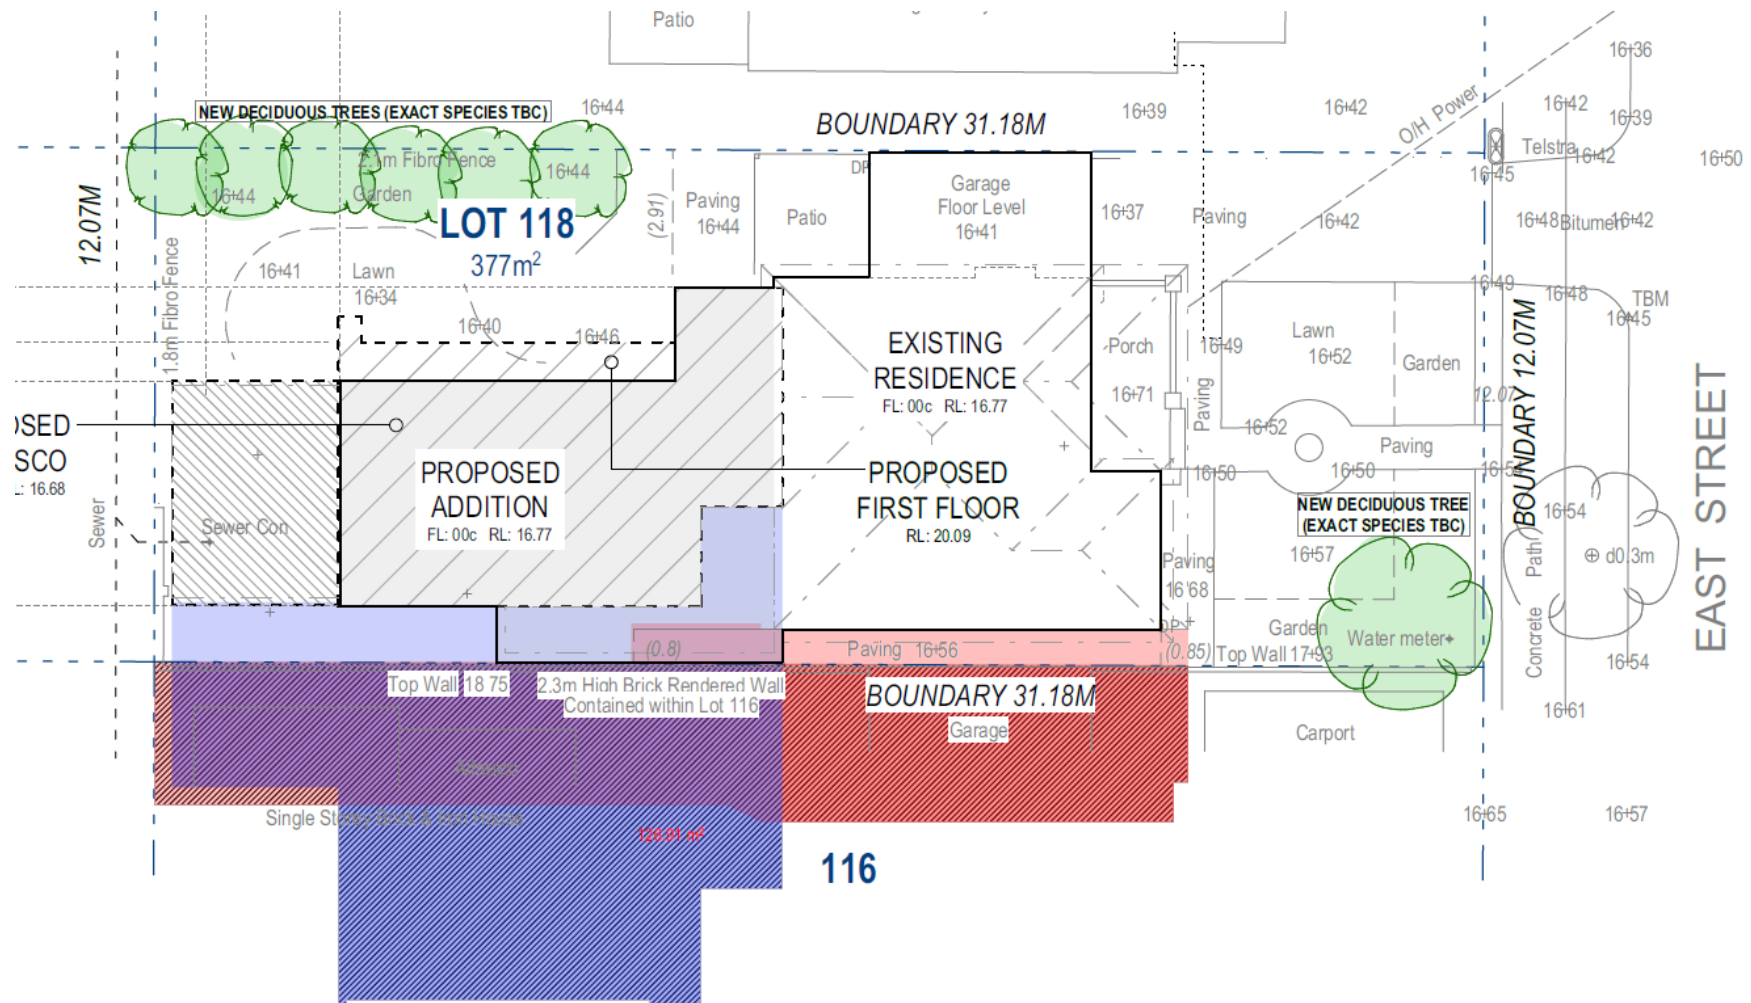 Patio
16+36
NEW DECIDUOUS TREES (EXACT SPECIES TBC)
16+44
BOUNDARY 31.18M
16+39
16+42
O/H Power
16+42
16+39
2.1m Fibro Fence
16+44
DP
Telstra
16+42
16+50
16+45
16+44
Garden
12.07M
LOT 118
377m²
(2.91)
Paving
16+44
Patio
Garage
Floor Level
16+41
16+37
Paving
16+42
16+48
Bitumen
16+42
1.8m Fibro Fence
16+41
Lawn
16+34
16+40
16+46
16+49
16+48
TBM
16+45
EXISTING
RESIDENCE
FL: 00c RL: 16.77
Porch
16+71
16+49
Lawn
16+52
Garden
12.07
BOUNDARY 12.07M
EAST STREET
Paving
16+52
Paving
OSED
SCO
L: 16.68
PROPOSED
ADDITION
FL: 00c RL: 16.77
PROPOSED
FIRST FLOOR
RL: 20.09
16+50
16+50
16+54
NEW DECIDUOUS TREE
(EXACT SPECIES TBC)
16+54
Sewer
Sewer Con
Paving
16+68
16+57
Concrete Path
d0.3m
DP
Garden
Water meter
(0.8)
Paving 16+56
(0.85)
Top Wall 17+93
16+54
Top Wall 18 75
2.3m High Brick Rendered Wall
Contained within Lot 116
BOUNDARY 31.18M
Garage
Carport
16+61
126.81 m²
16+65
16+57
116